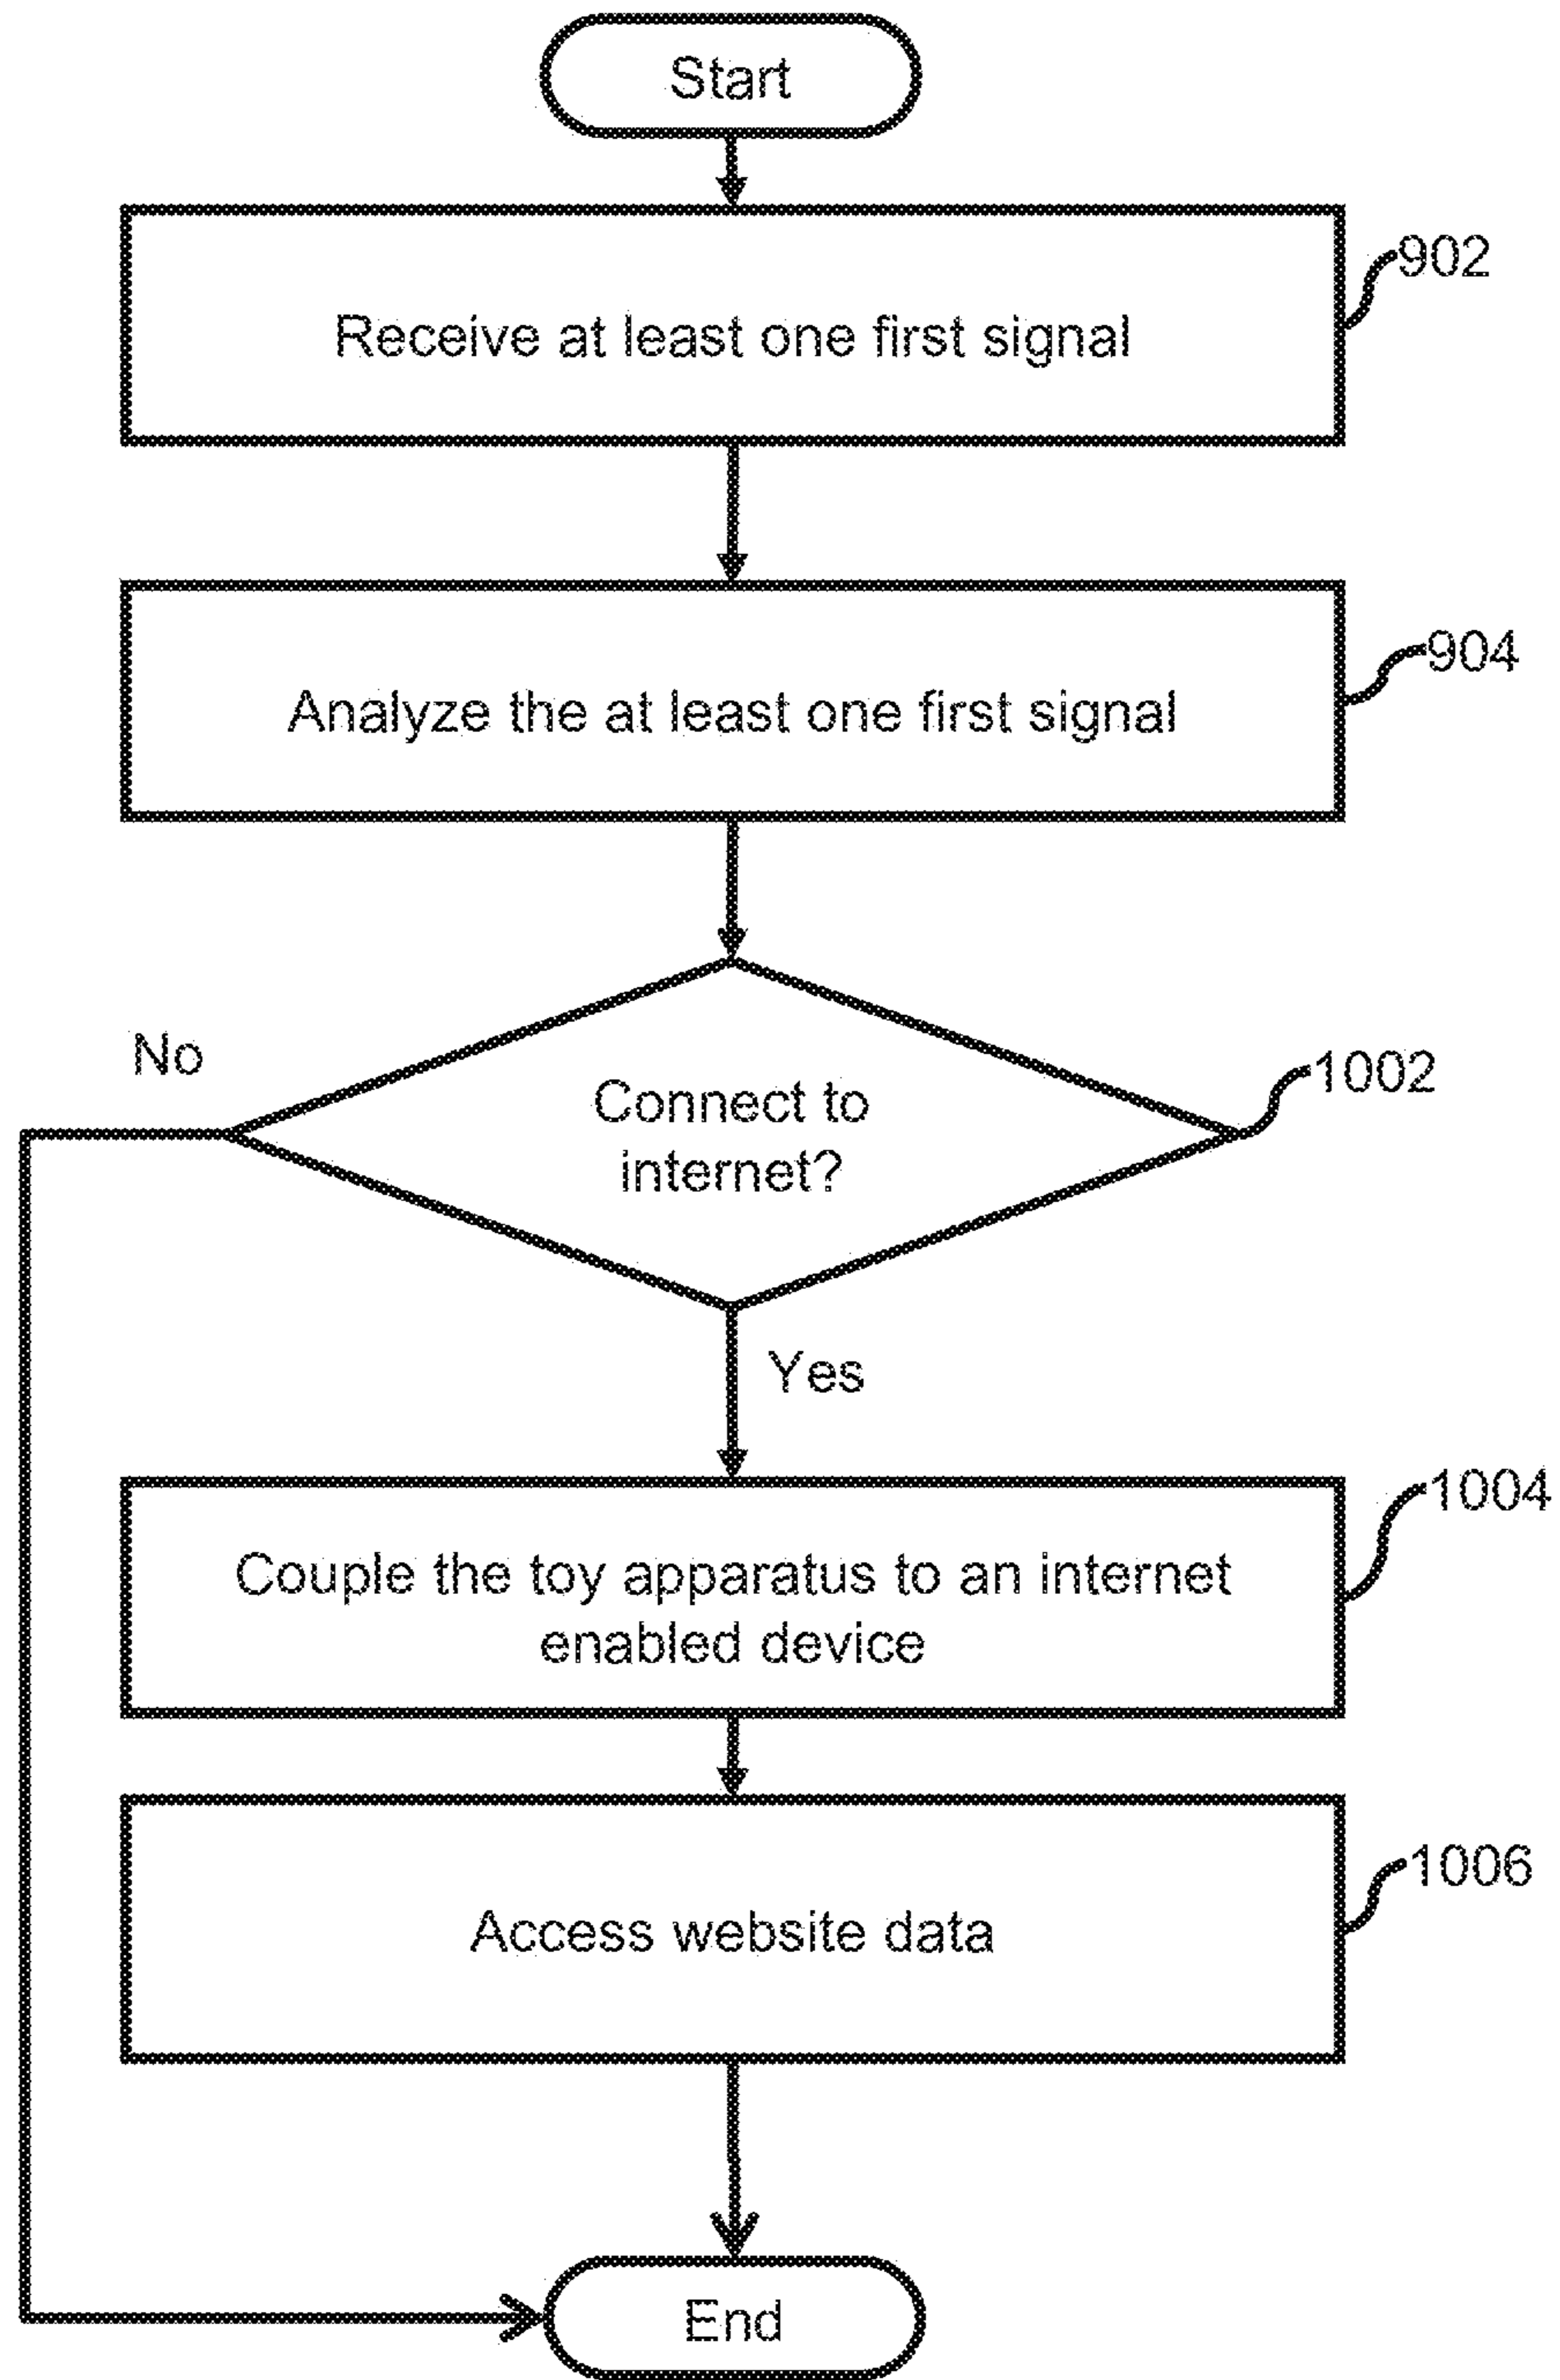 Start
902
Receive at least one first signal
904
Analyze the at least one first signal
No
1002
Connect to
internet?
Yes
1004
Couple the toy apparatus to an internet
enabled device
1006
Access website data
End